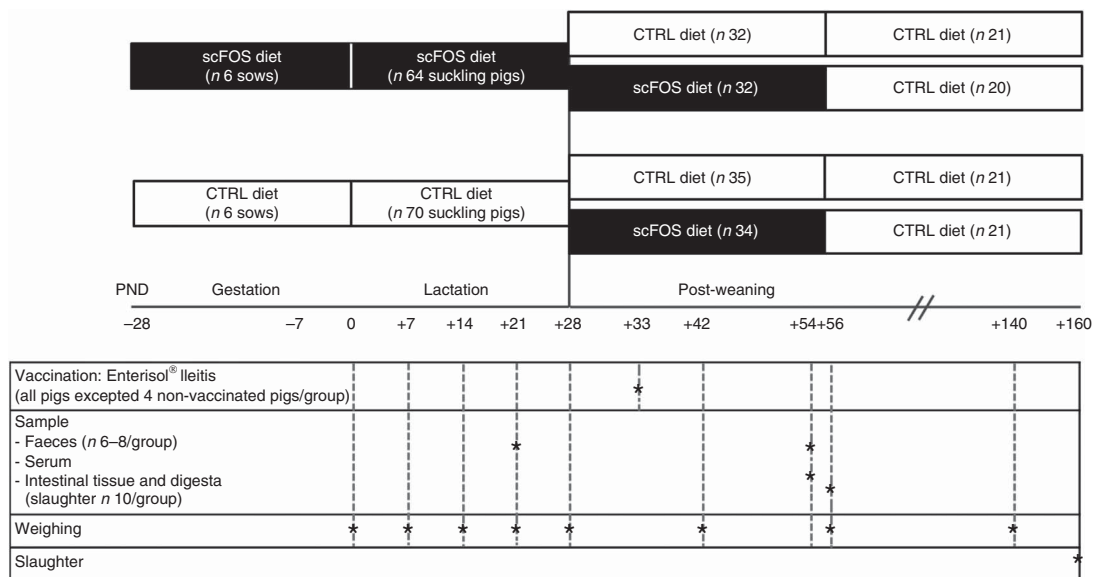 CTRL diet (n 32)
CTRL diet (n 21)
scFOS diet
(n 6 sows)
scFOS diet
(n 64 suckling pigs)
scFOS diet (n 32)
CTRL diet (n 20)
CTRL diet (n 35)
CTRL diet (n 21)
CTRL diet
(n 6 sows)
CTRL diet
(n 70 suckling pigs)
scFOS diet (n 34)
CTRL diet (n 21)
PND Gestation Lactation Post-weaning
–28 –7 0 +7 +14 +21 +28 +33 +42 +54+56 +140 +160
Vaccination: Enterisol® Ileitis
(all pigs excepted 4 non-vaccinated pigs/group)
*
Sample
- Faeces (n 6–8/group) * *
- Serum
- Intestinal tissue and digesta * *
(slaughter n 10/group)
Weighing * * * * * * * *
Slaughter *